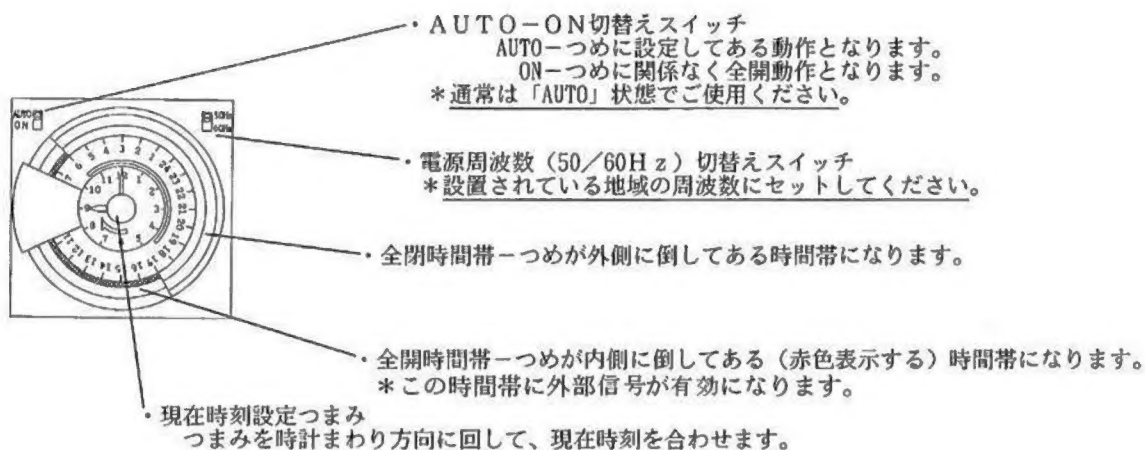 ・AUTO－ON切替えスイッチ
AUTO－つめに設定してある動作となります。
ON－つめに関係なく全開動作となります。
＊通常は「AUTO」状態でご使用ください。
AUTO
ON
50Hz
60Hz
・電源周波数（50／60Hz）切替えスイッチ
＊設置されている地域の周波数にセットしてください。
・全閉時間帯－つめが外側に倒してある時間帯になります。
・全開時間帯－つめが内側に倒してある（赤色表示する）時間帯になります。
＊この時間帯に外部信号が有効になります。
・現在時刻設定つまみ
つまみを時計まわり方向に回して、現在時刻を合わせます。